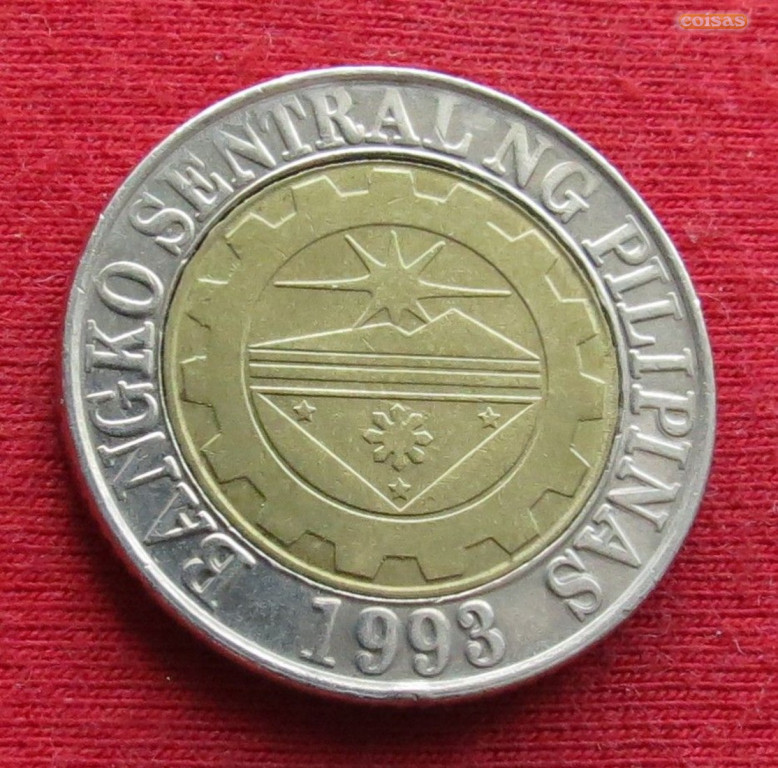 coisas
BANGKO SENTRAL NG PILIPINAS
1993